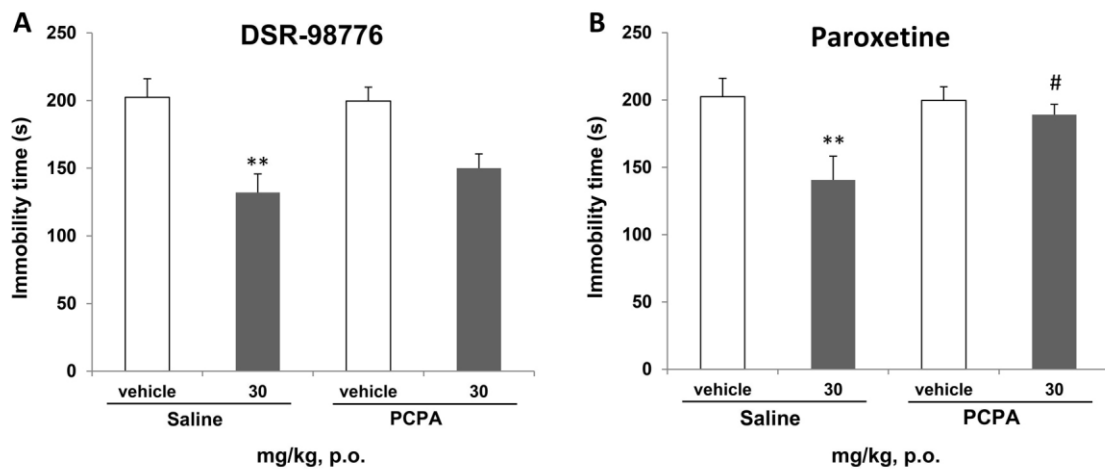 A
DSR-98776
250
200
150
100
50
0
Immobility time (s)
**
vehicle 30 vehicle 30
Saline PCPA
mg/kg, p.o.
B
Paroxetine
250
200
150
100
50
0
Immobility time (s)
**
#
vehicle 30 vehicle 30
Saline PCPA
mg/kg, p.o.